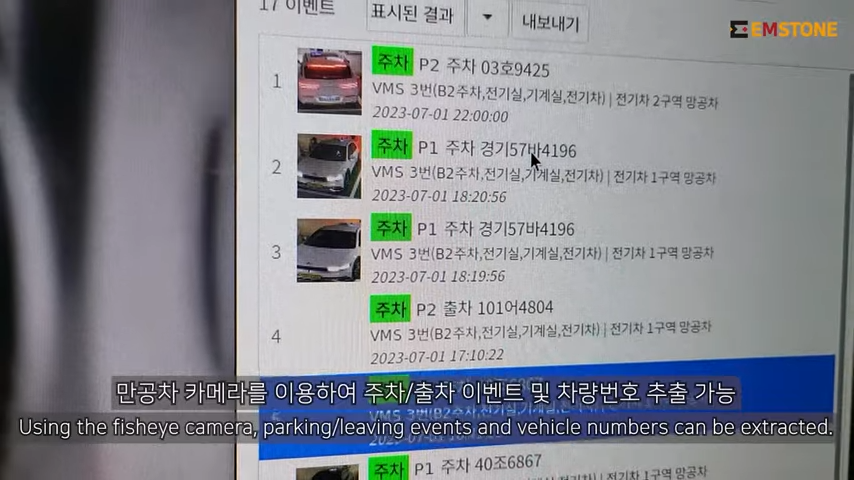 17 이벤트
표시된 결과
내보내기
EMSTONE
1
주차 P2 주차 03호9425
VMS 3번(B2주차,전기실,기계실,전기차) | 전기차 2구역 망공차
2023-07-01 22:00:00
2
주차 P1 주차 경기57바4196
VMS 3번(B2주차,전기실,기계실,전기차) | 전기차 1구역 망공차
2023-07-01 18:20:56
3
주차 P1 주차 경기57바4196
VMS 3번(B2주차,전기실,기계실,전기차) | 전기차 1구역 망공차
2023-07-01 18:19:56
4
주차 P2 출차 101어4804
VMS 3번(B2주차,전기실,기계실,전기차) | 전기차 1구역 망공차
2023-07-01 17:10:22
만공차 카메라를 이용하여 주차/출차 이벤트 및 차량번호 추출 가능
Using the fisheye camera, parking/leaving events and vehicle numbers can be extracted.
주차 P1 주차 40조6867